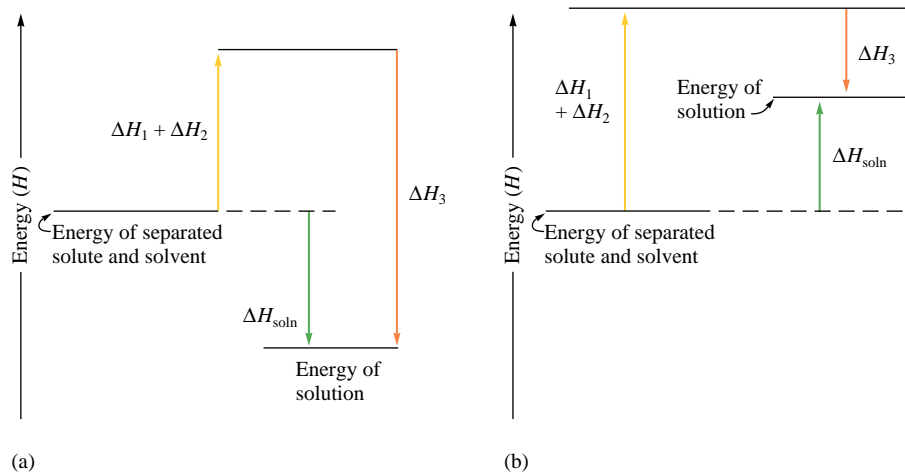 Energy (H)
ΔH₁ + ΔH₂
ΔH₃
Energy of separated
solute and solvent
ΔHsoln
Energy of
solution
(a)
Energy (H)
ΔH₁
+ ΔH₂
ΔH₃
Energy of
solution
ΔHsoln
Energy of separated
solute and solvent
(b)